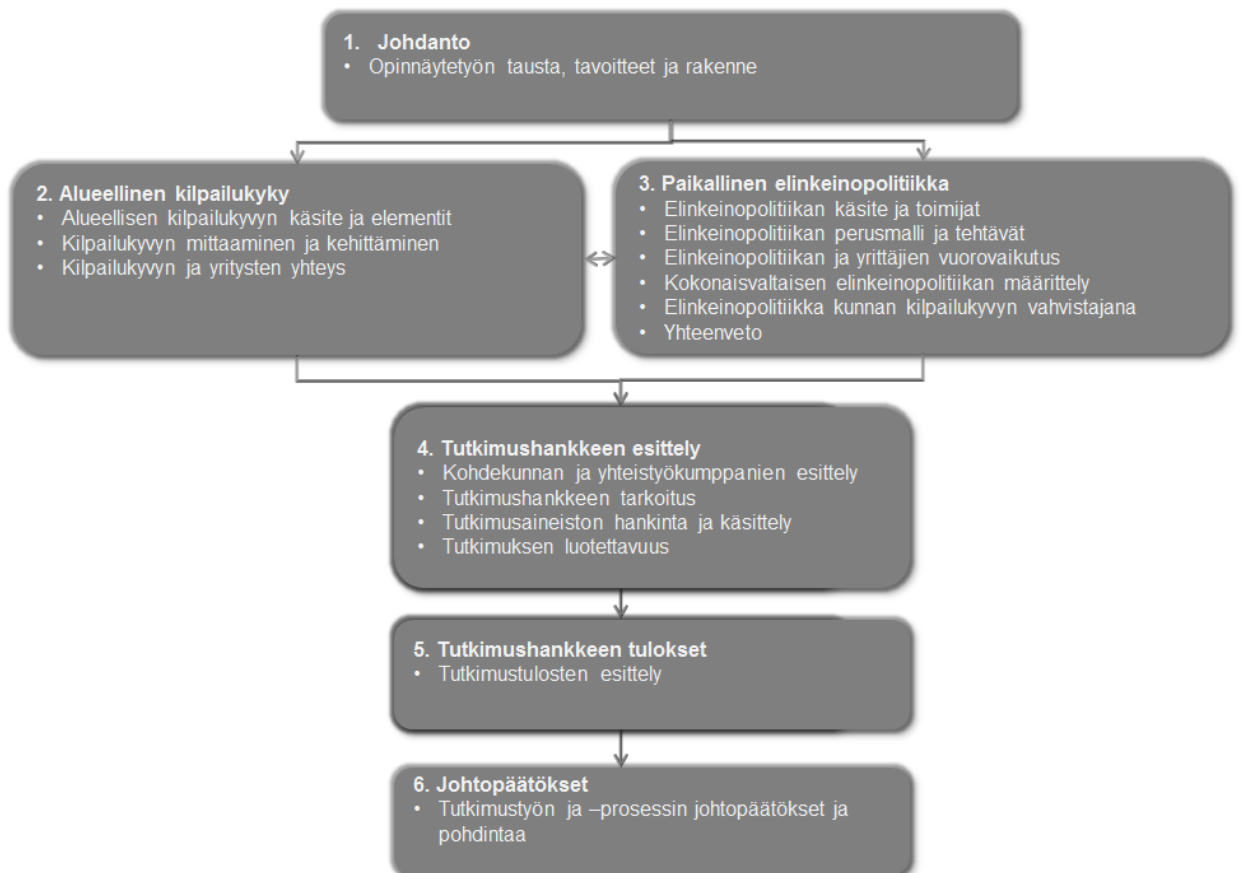 1. Johdanto
• Opinnäytetyön tausta, tavoitteet ja rakenne
2. Alueellinen kilpailukyky
• Alueellisen kilpailukyvyn käsite ja elementit
• Kilpailukyvyn mittaaminen ja kehittäminen
• Kilpailukyvyn ja yritysten yhteys
3. Paikallinen elinkeinopolitiikka
• Elinkeinopolitiikan käsite ja toimijat
• Elinkeinopolitiikan perusmalli ja tehtävät
• Elinkeinopolitiikan ja yrittäjien vuorovaikutus
• Kokonaisvaltaisen elinkeinopolitiikan määrittely
• Elinkeinopolitiikka kunnan kilpailukyvyn vahvistajana
• Yhteenveto
4. Tutkimushankkeen esittely
• Kohdekunnan ja yhteistyökumppanien esittely
• Tutkimushankkeen tarkoitus
• Tutkimusaineiston hankinta ja käsittely
• Tutkimuksen luotettavuus
5. Tutkimushankkeen tulokset
• Tutkimustulosten esittely
6. Johtopäätökset
• Tutkimustyön ja –prosessin johtopäätökset ja
pohdintaa